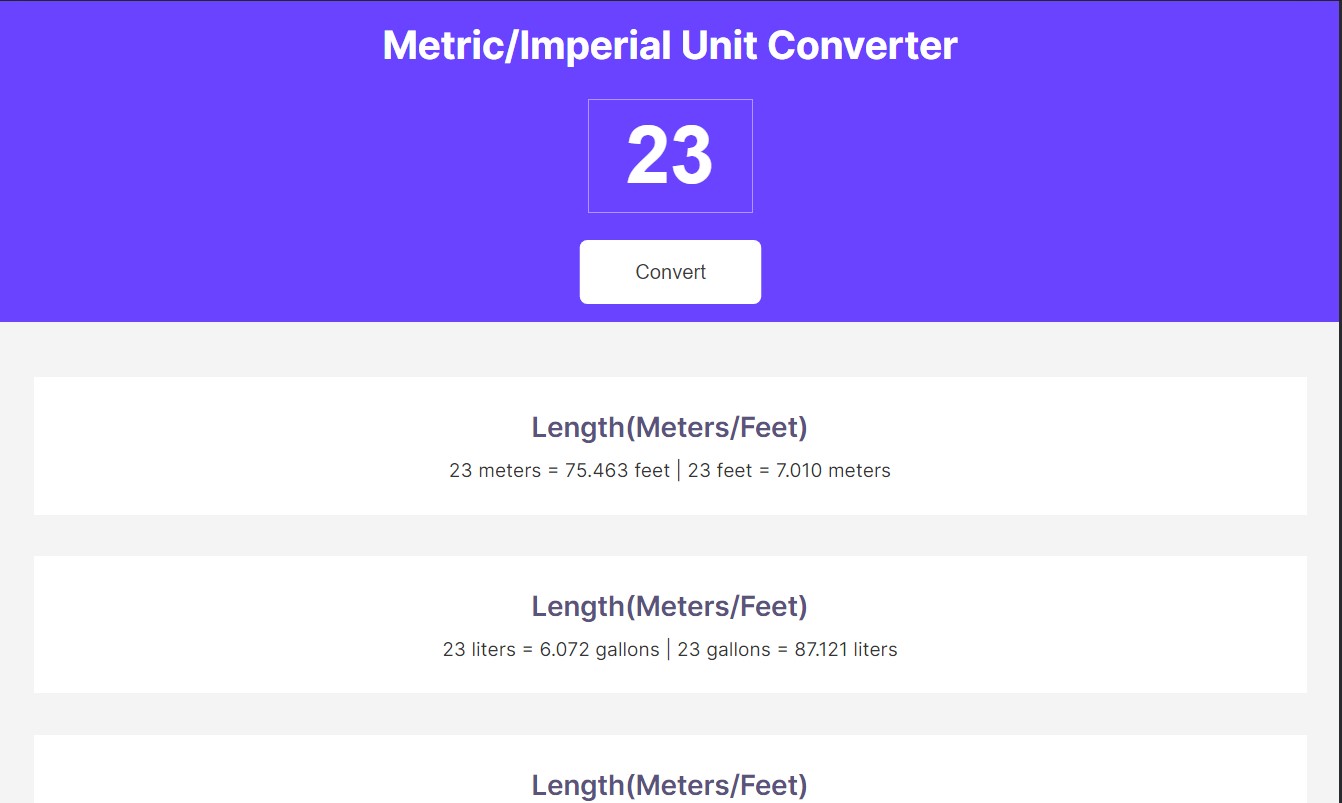 Metric/Imperial Unit Converter
23
Convert
Length(Meters/Feet)
23 meters = 75.463 feet | 23 feet = 7.010 meters
Length(Meters/Feet)
23 liters = 6.072 gallons | 23 gallons = 87.121 liters
Length(Meters/Feet)